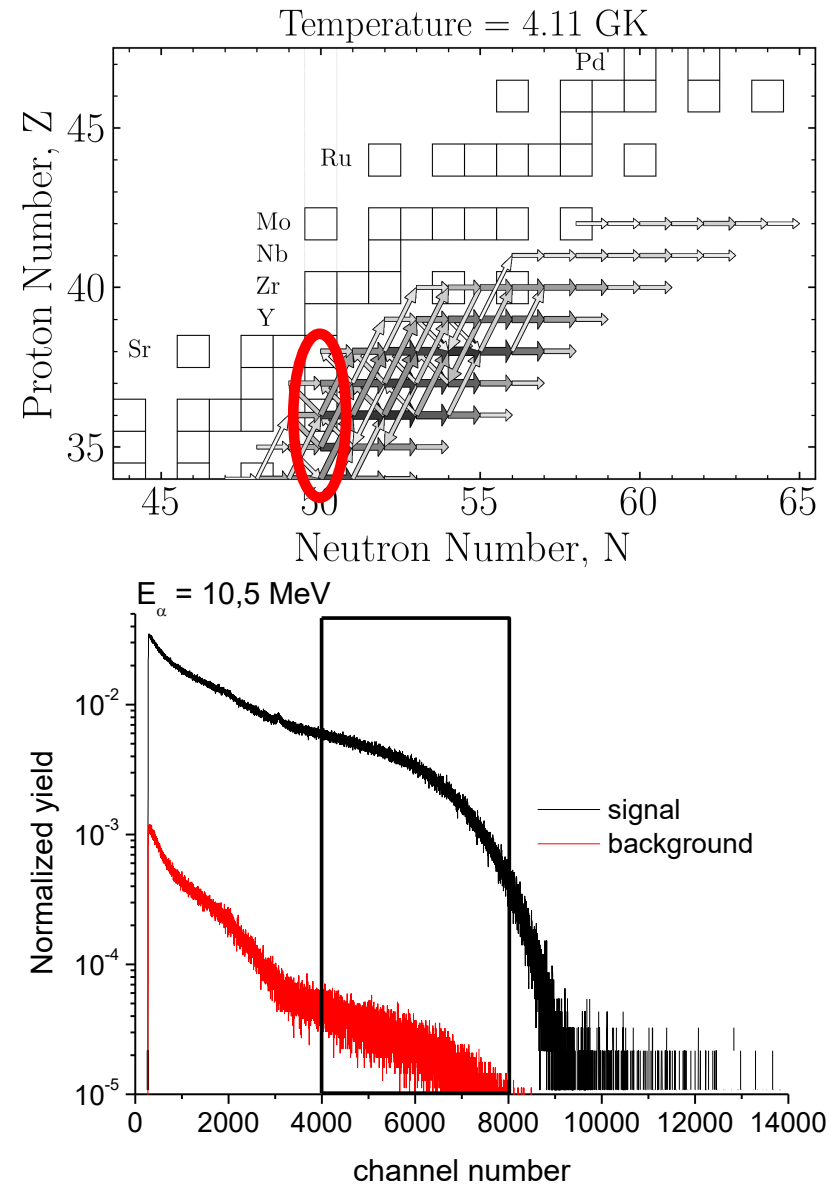 Temperature = 4.11 GK
Pd
45
Ru
Mo
Nb
40
Zr
Y
Sr
35
Proton Number, Z
45 50 55 60 65
Neutron Number, N
E_α = 10,5 MeV
10^-2
signal
10^-3
background
10^-4
10^-5
Normalized yield
0 2000 4000 6000 8000 10000 12000 14000
channel number